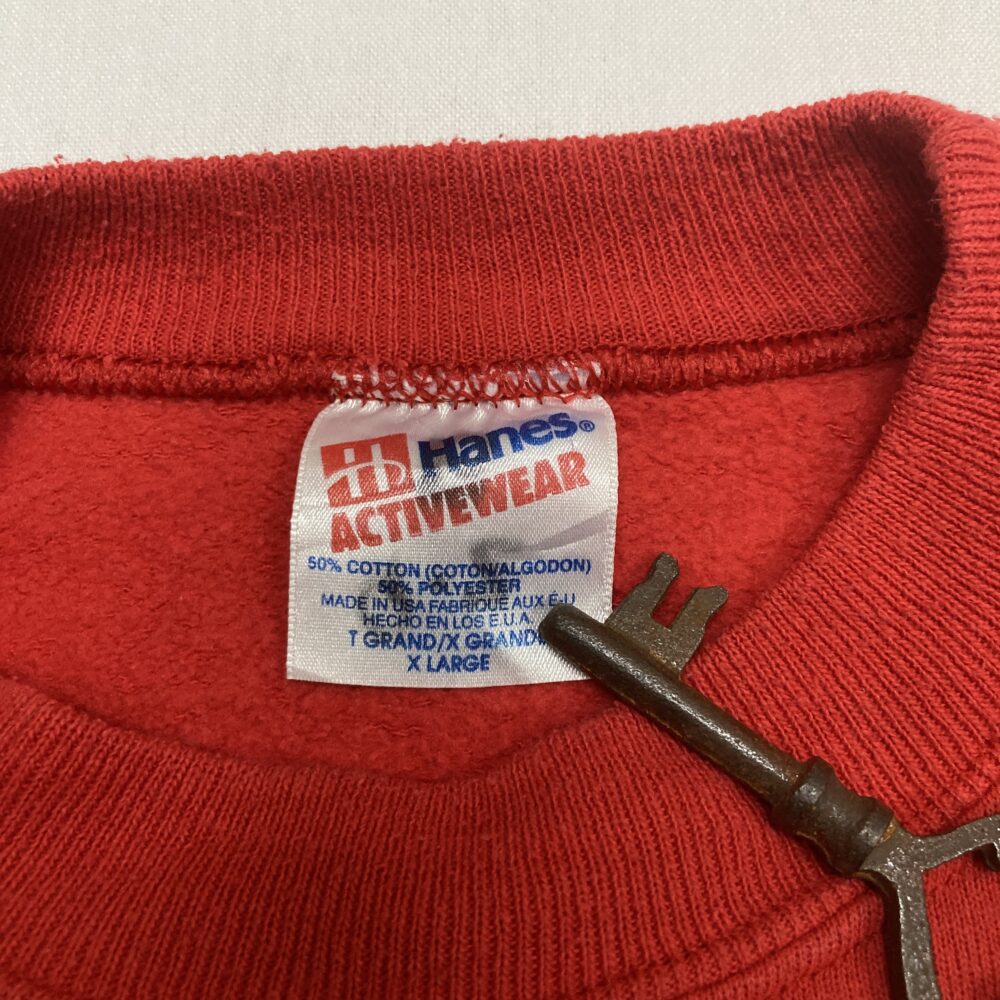 Hanes®
ACTIVEWEAR
50% COTTON (COTON/ALGODON)
50% POLYESTER
MADE IN USA FABRIQUE AUX É-U
HECHO EN LOS E.U.A.
T GRAND/X GRANDE
X LARGE